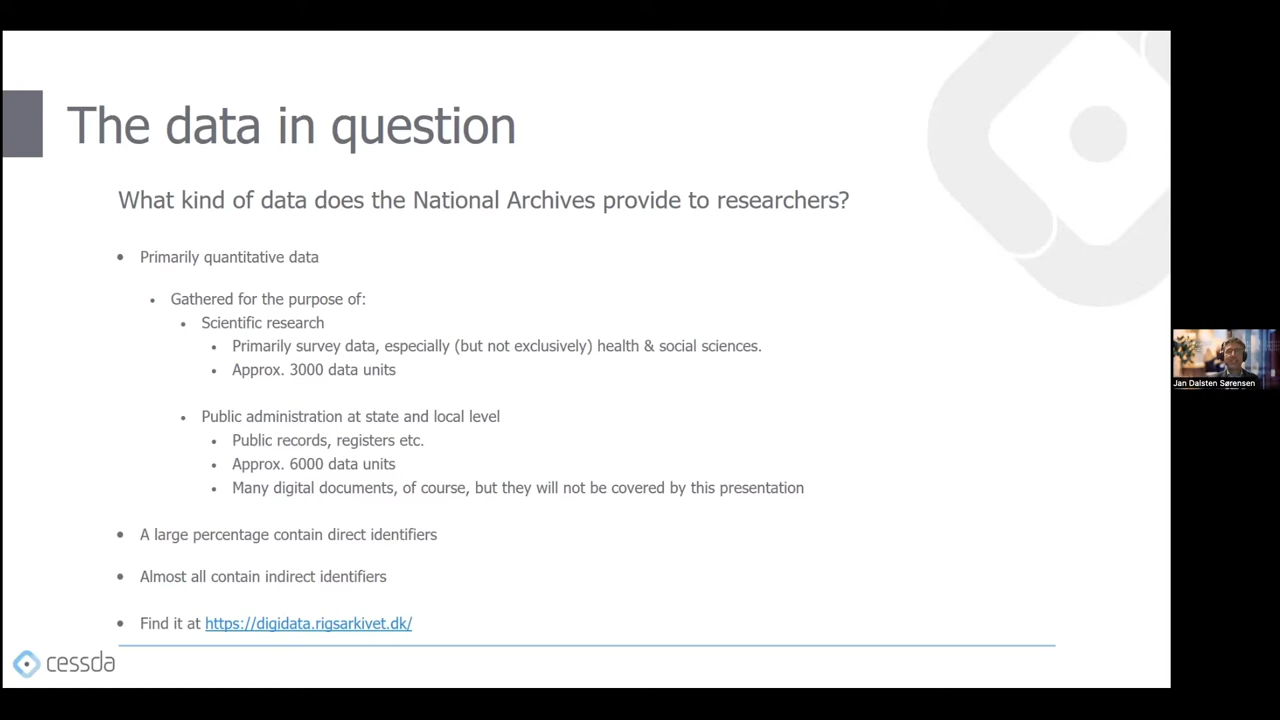 The data in question
What kind of data does the National Archives provide to researchers?
• Primarily quantitative data
• Gathered for the purpose of:
• Scientific research
• Primarily survey data, especially (but not exclusively) health & social sciences.
• Approx. 3000 data units
• Public administration at state and local level
• Public records, registers etc.
• Approx. 6000 data units
• Many digital documents, of course, but they will not be covered by this presentation
• A large percentage contain direct identifiers
• Almost all contain indirect identifiers
• Find it at https://digidata.rigsarkivet.dk/
cessda
Jan Dalsten Sørensen